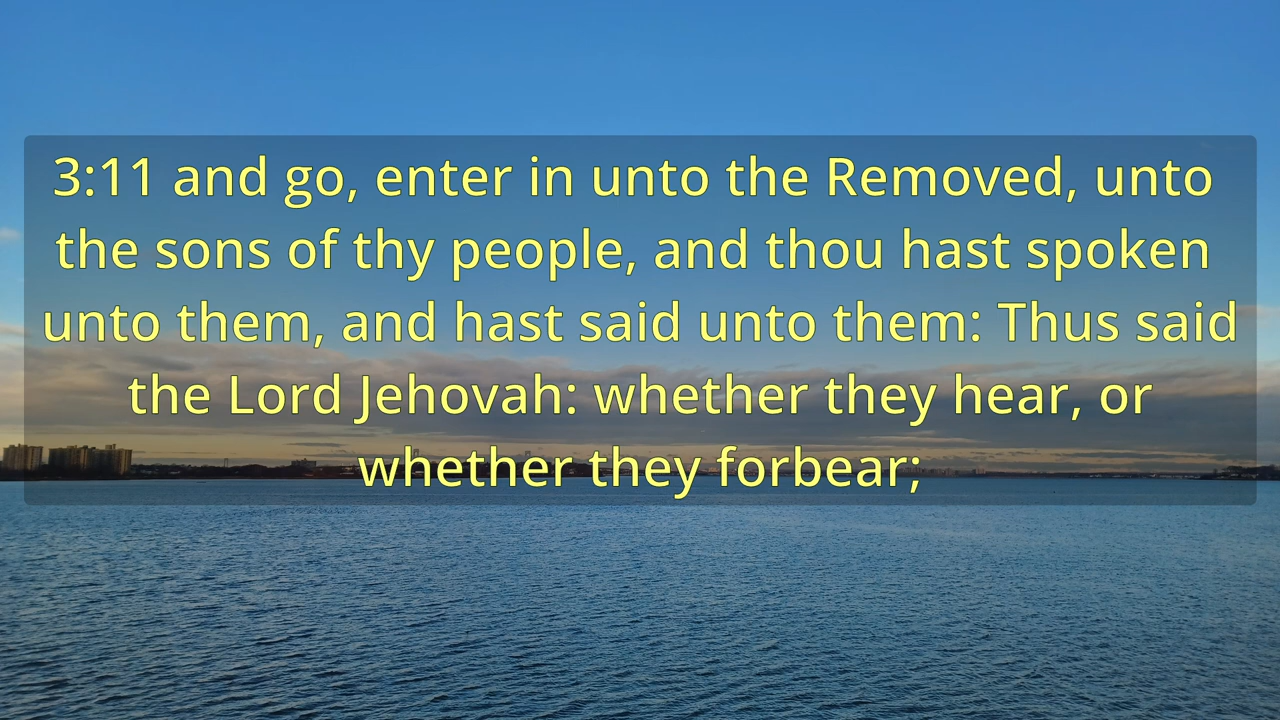 3:11 and go, enter in unto the Removed, unto
the sons of thy people, and thou hast spoken
unto them, and hast said unto them: Thus said
the Lord Jehovah: whether they hear, or
whether they forbear;